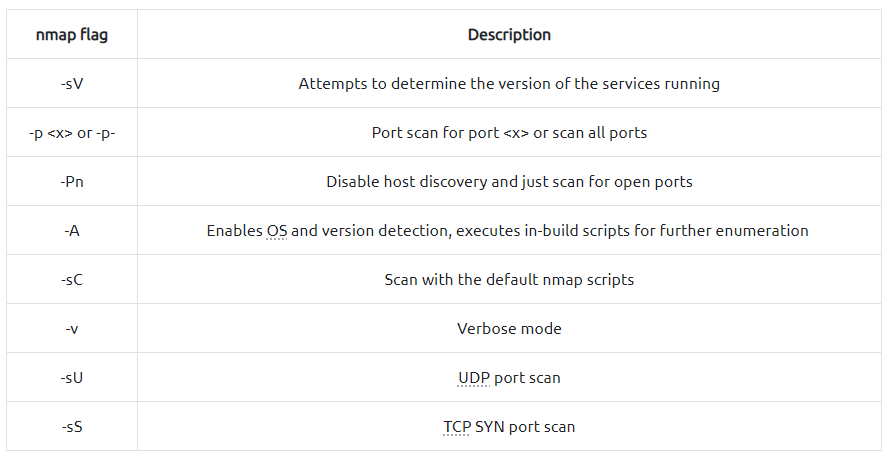 nmap flag Description
-sV Attempts to determine the version of the services running
-p <x> or -p- Port scan for port <x> or scan all ports
-Pn Disable host discovery and just scan for open ports
-A Enables OS and version detection, executes in-build scripts for further enumeration
-sC Scan with the default nmap scripts
-v Verbose mode
-sU UDP port scan
-sS TCP SYN port scan